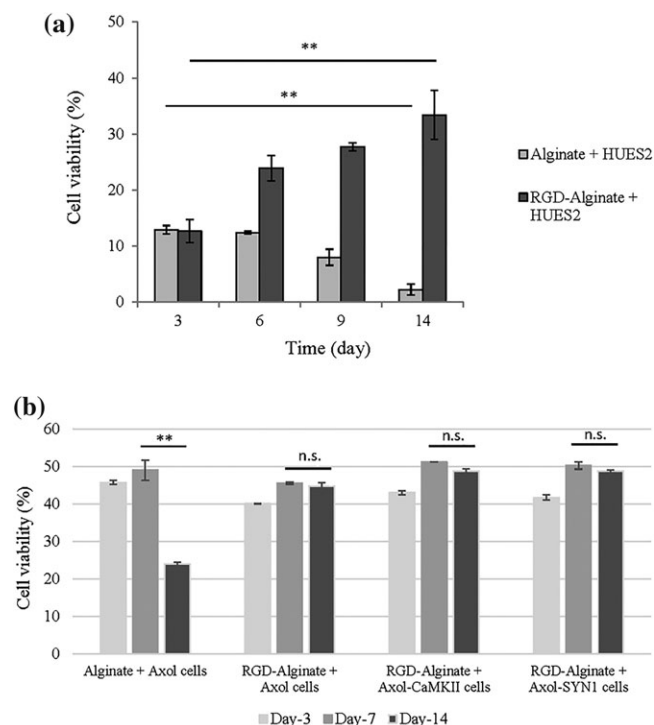 (a)
50
40
30
20
10
0
Cell viability (%)
**
**
3 6 9 14
Time (day)
Alginate + HUES2
RGD-Alginate +
HUES2
(b)
60
50
40
30
20
10
0
Cell viability (%)
**
n.s.
n.s.
n.s.
Alginate + Axol cells
RGD-Alginate +
Axol cells
RGD-Alginate +
Axol-CaMKII cells
RGD-Alginate +
Axol-SYN1 cells
Day-3 Day-7 Day-14